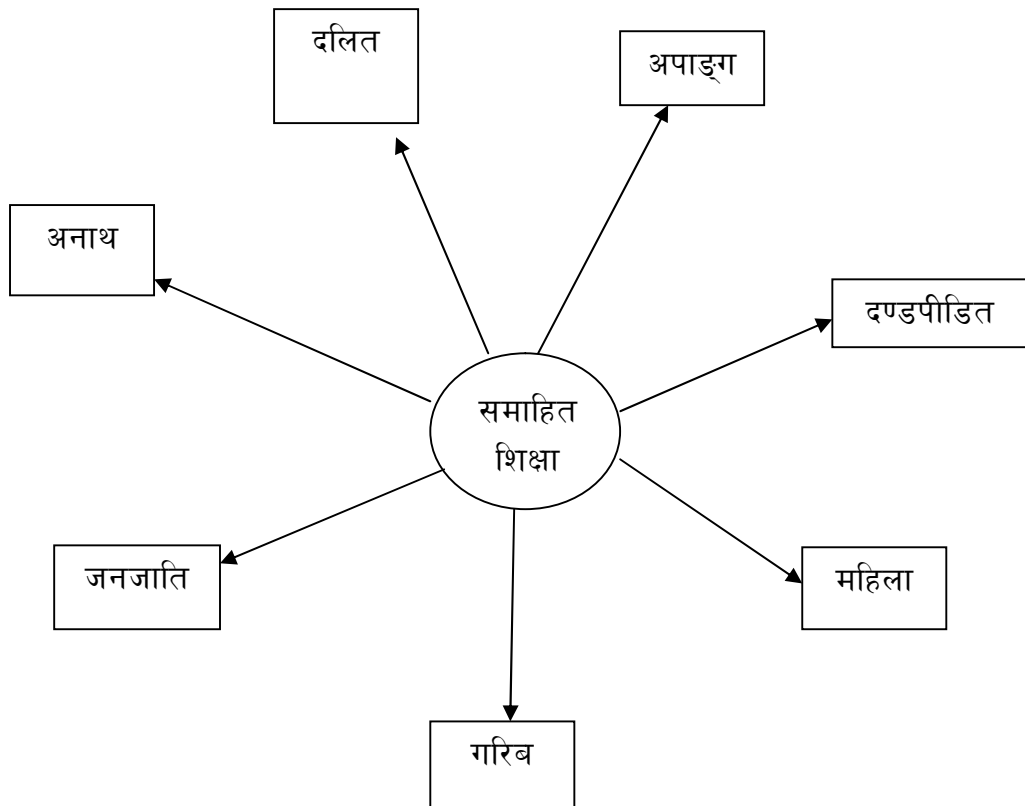 दलित
अपाङ्ग
अनाथ
दण्डपीडित
समाहित
शिक्षा
जनजाति
महिला
गरिब